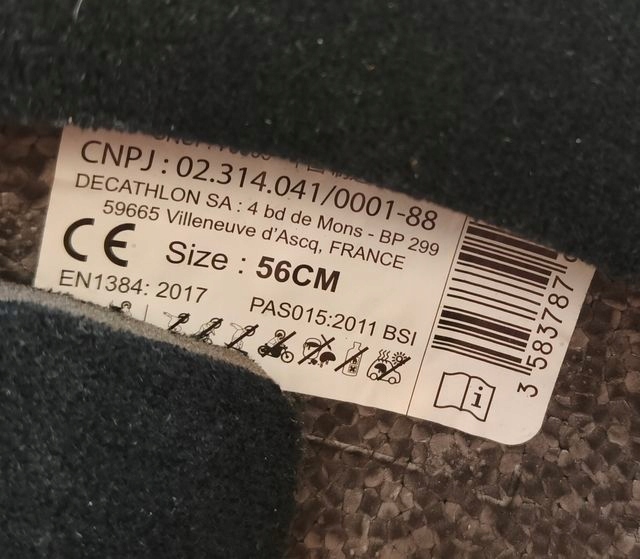 CNPJ : 02.314.041/0001-88
DECATHLON SA : 4 bd de Mons - BP 299
59665 Villeneuve d'Ascq, FRANCE
CE Size : 56CM
EN1384: 2017 PAS015:2011 BSI
3 583787
i